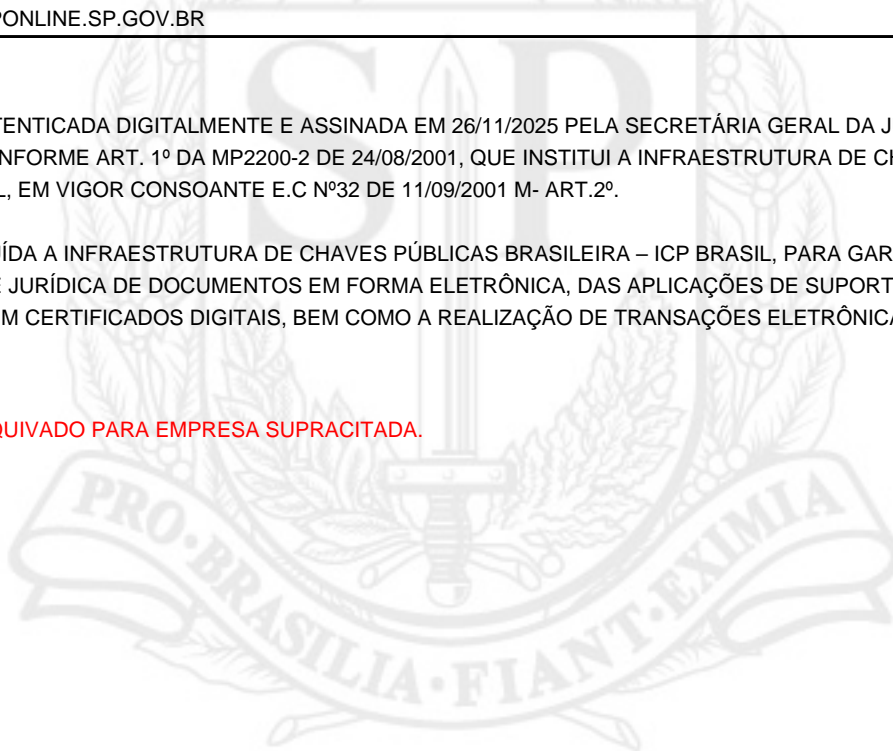 PONLINE.SP.GOV.BR
TENTICADA DIGITALMENTE E ASSINADA EM 26/11/2025 PELA SECRETÁRIA GERAL DA J
NFORME ART. 1º DA MP2200-2 DE 24/08/2001, QUE INSTITUI A INFRAESTRUTURA DE CH
L, EM VIGOR CONSOANTE E.C Nº32 DE 11/09/2001 M- ART.2º.
UÍDA A INFRAESTRUTURA DE CHAVES PÚBLICAS BRASILEIRA – ICP BRASIL, PARA GAR
E JURÍDICA DE DOCUMENTOS EM FORMA ELETRÔNICA, DAS APLICAÇÕES DE SUPORT
EM CERTIFICADOS DIGITAIS, BEM COMO A REALIZAÇÃO DE TRANSAÇÕES ELETRÔNICA
QUIVADO PARA EMPRESA SUPRACITADA.
SP
PRO·BRASILIA·FIANT·EXIMIA